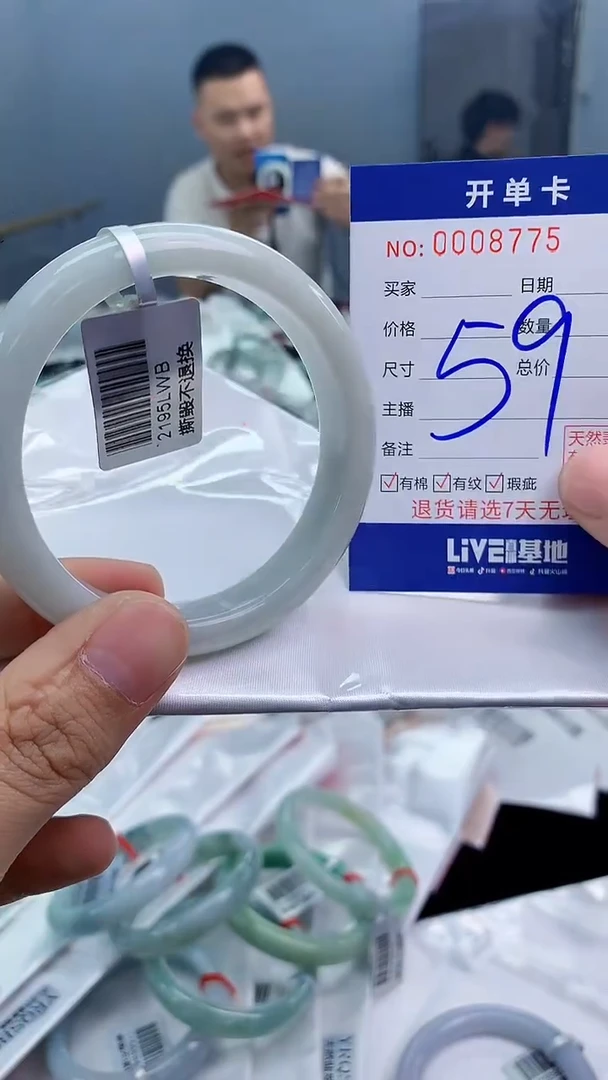 开单卡
NO: 0008775
买家 日期
价格 数量
尺寸 总价
59
主播
备注
天然
有棉 有纹 瑕疵
退货请选7天无
LiVE 基地
2195LWB
撕毁不退换